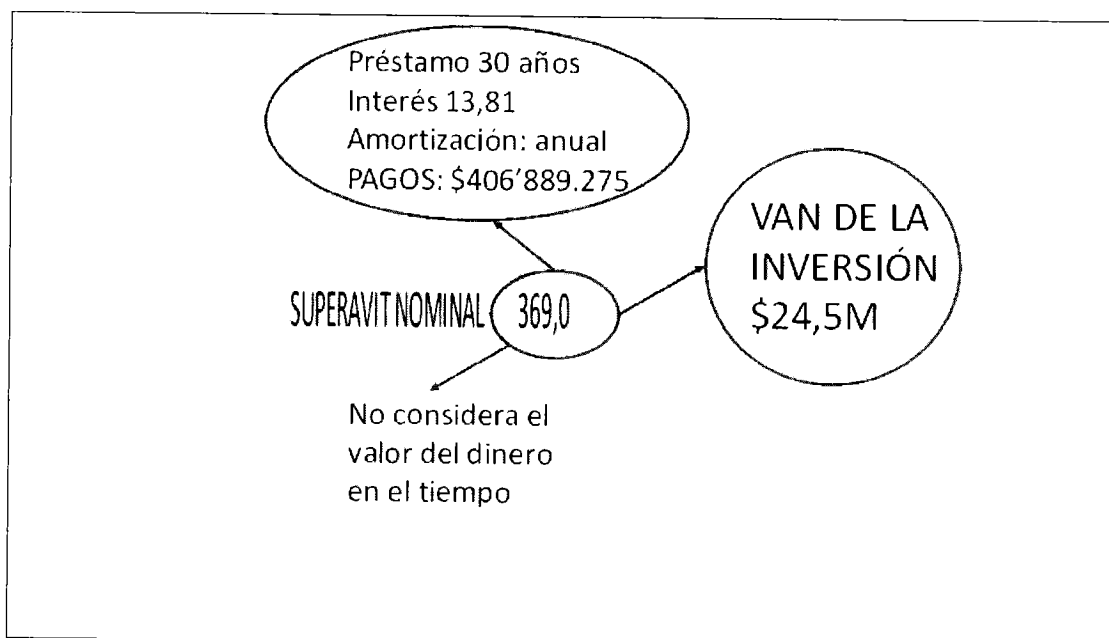 Préstamo 30 años
Interés 13,81
Amortización: anual
PAGOS: $406’889.275
VAN DE LA
INVERSIÓN
$24,5M
SUPERAVIT NOMINAL 369,0
No considera el
valor del dinero
en el tiempo